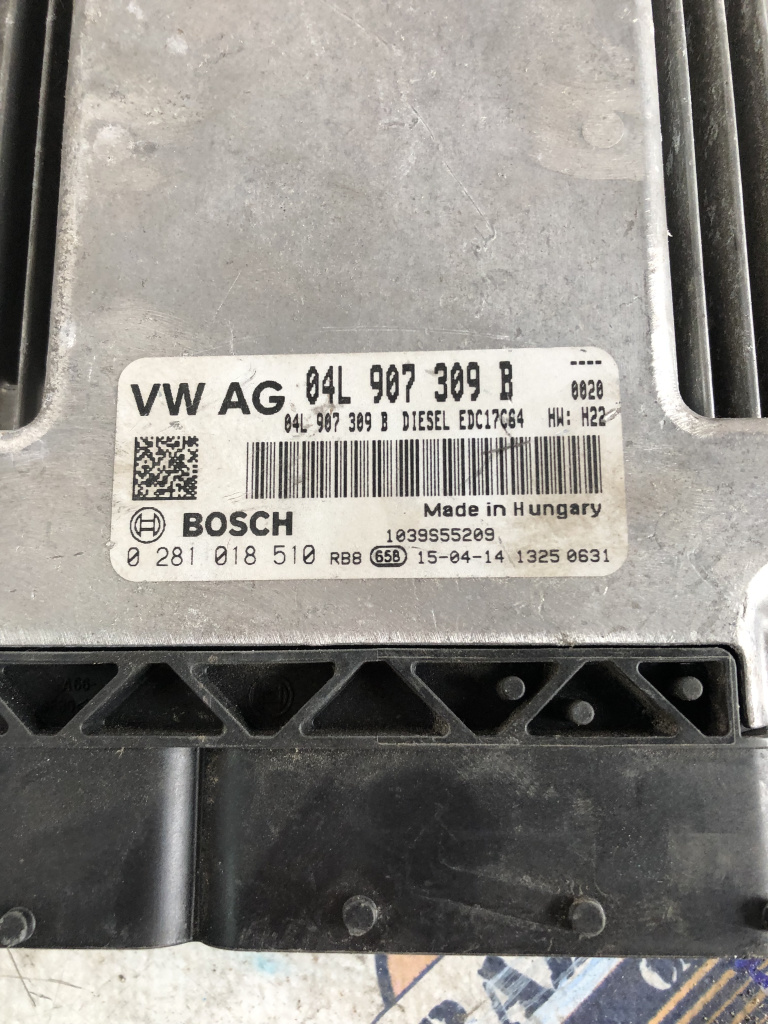 VW AG 04L 907 309 B ----
0020
04L 907 309 B DIESEL EDC17C64 HW: H22
Made in Hungary
BOSCH 1039S55209
0 281 018 510 RB8 65B 15-04-14 1325 0631